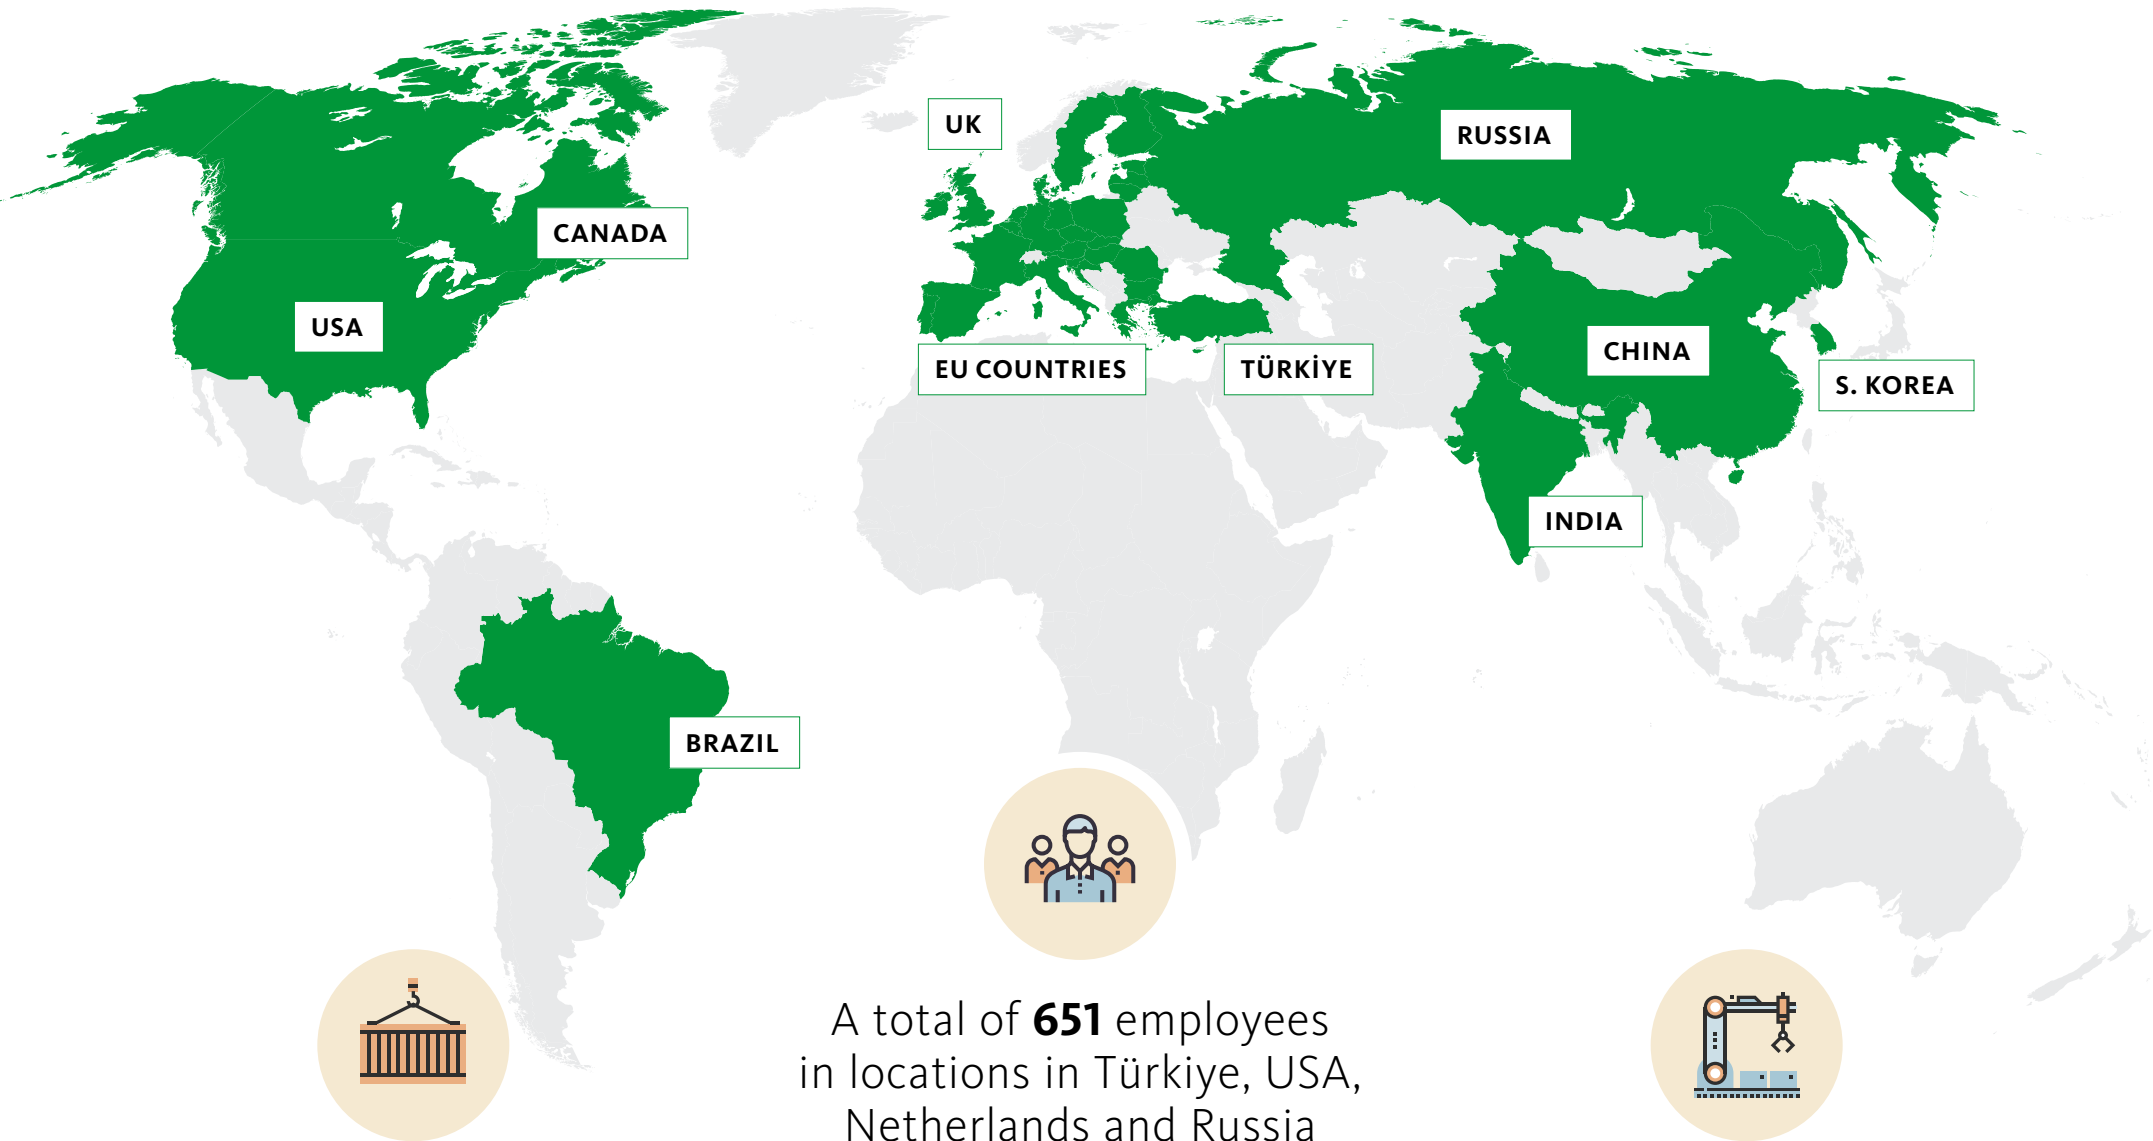 UK
RUSSIA
CANADA
USA
CHINA
EU COUNTRIES
TÜRKİYE
S. KOREA
INDIA
BRAZIL
A total of 651 employees
in locations in Türkiye, USA,
Netherlands and Russia